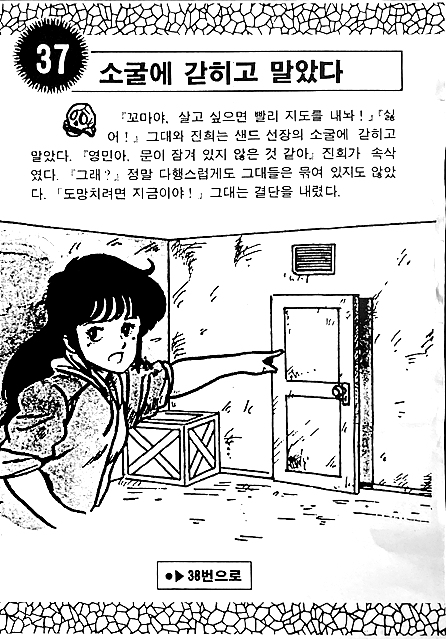 37
소굴에 갇히고 말았다
『꼬마야, 살고 싶으면 빨리 지도를 내놔!』「싫
어!』 그대와 진희는 샌드 선장의 소굴에 갇히고
말았다. 『영민아, 문이 잠겨 있지 않은 것 같아』 진희가 속삭
였다. 『그래?』 정말 다행스럽게도 그대들은 묶여 있지도 않았
다. 「도망치려면 지금이야!」 그대는 결단을 내렸다.
●▶ 38번으로